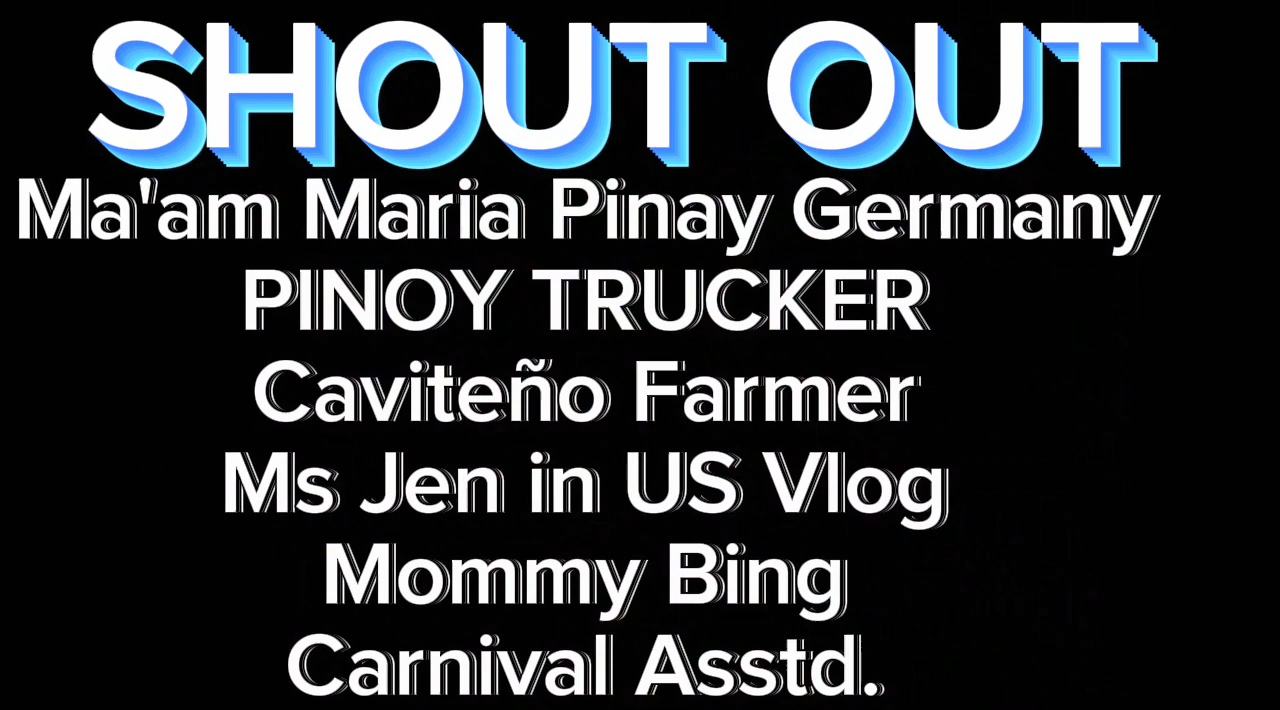 SHOUT OUT
Ma'am Maria Pinay Germany
PINOY TRUCKER
Caviteño Farmer
Ms Jen in US Vlog
Mommy Bing
Carnival Asstd.